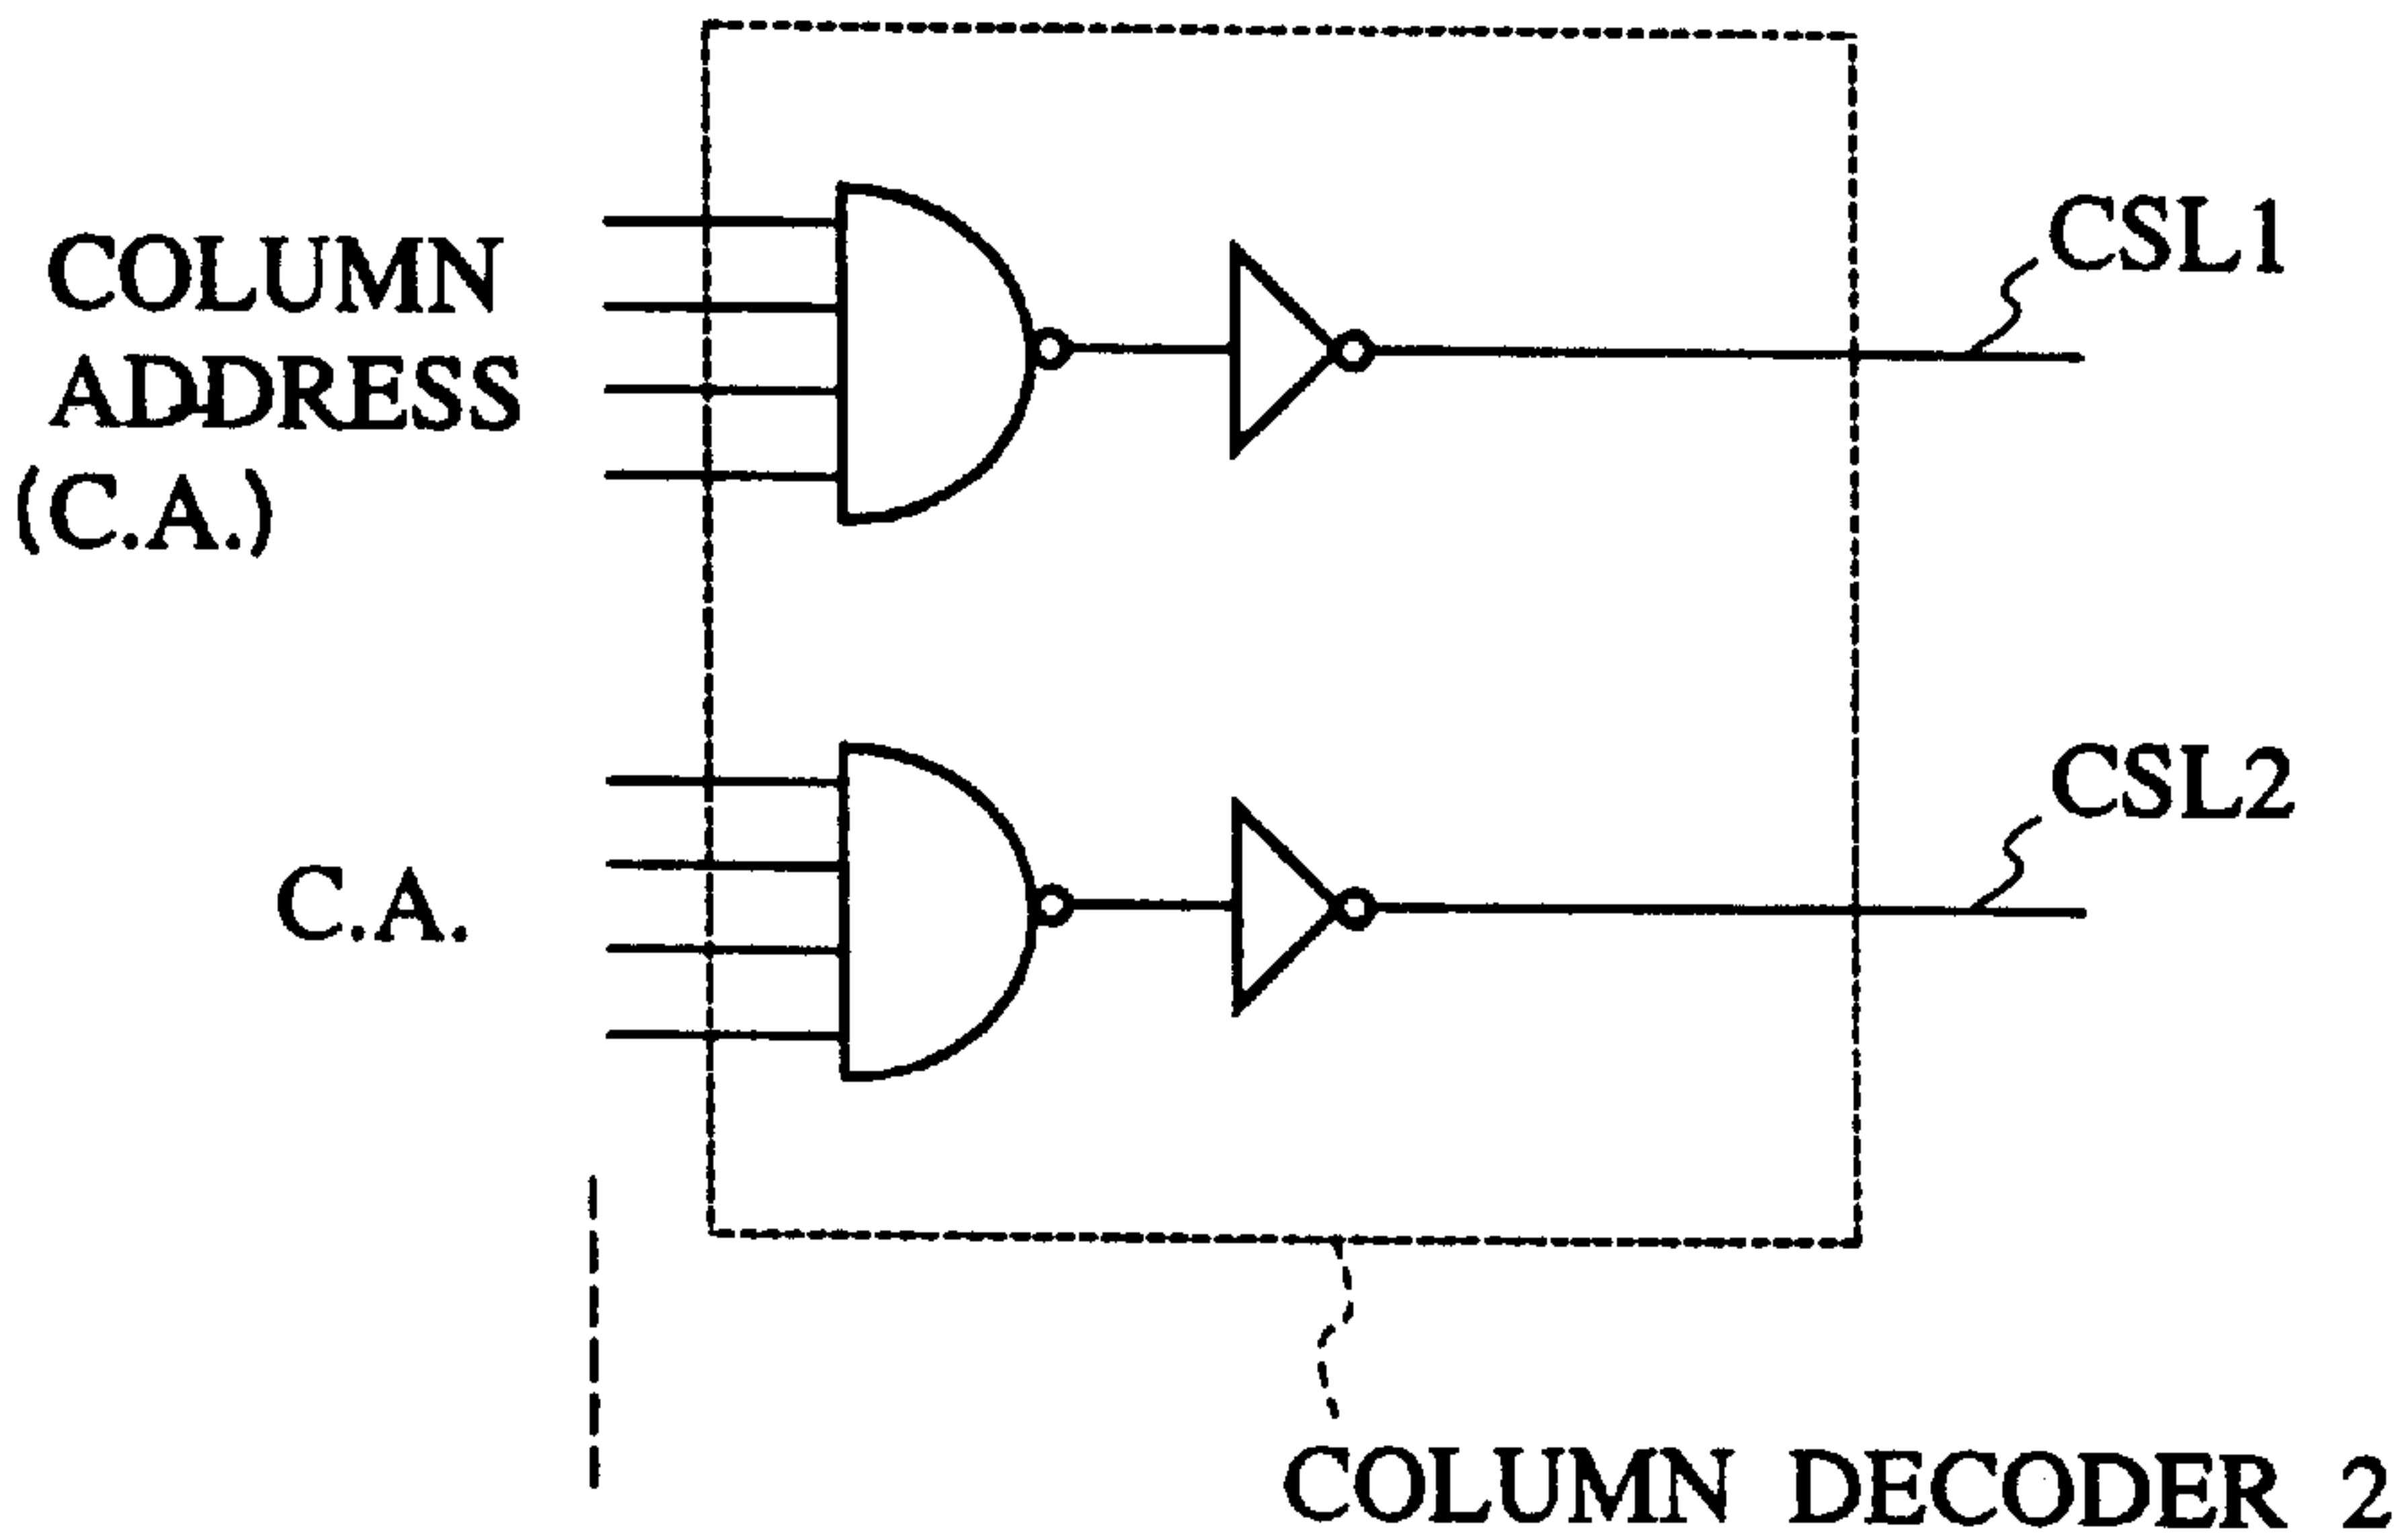 COLUMN
ADDRESS
(C.A.)
CSL1
C.A.
CSL2
COLUMN DECODER 2